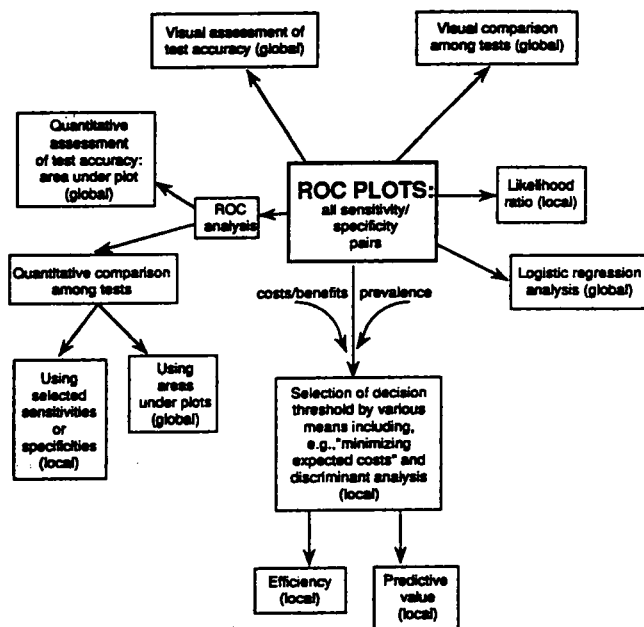 Visual assessment of
test accuracy (global)
Visual comparison
among tests (global)
Quantitative
assessment
of test accuracy:
area under plot
(global)
ROC
analysis
ROC PLOTS:
all sensitivity/
specificity
pairs
Likelihood
ratio (local)
Logistic regression
analysis (global)
Quantitative comparison
among tests
costs/benefits
prevalence
Using
selected
sensitivities
or
specificities
(local)
Using
areas
under plots
(global)
Selection of decision
threshold by various
means including,
e.g.,"minimizing
expected costs" and
discriminant analysis
(local)
Efficiency
(local)
Predictive
value
(local)